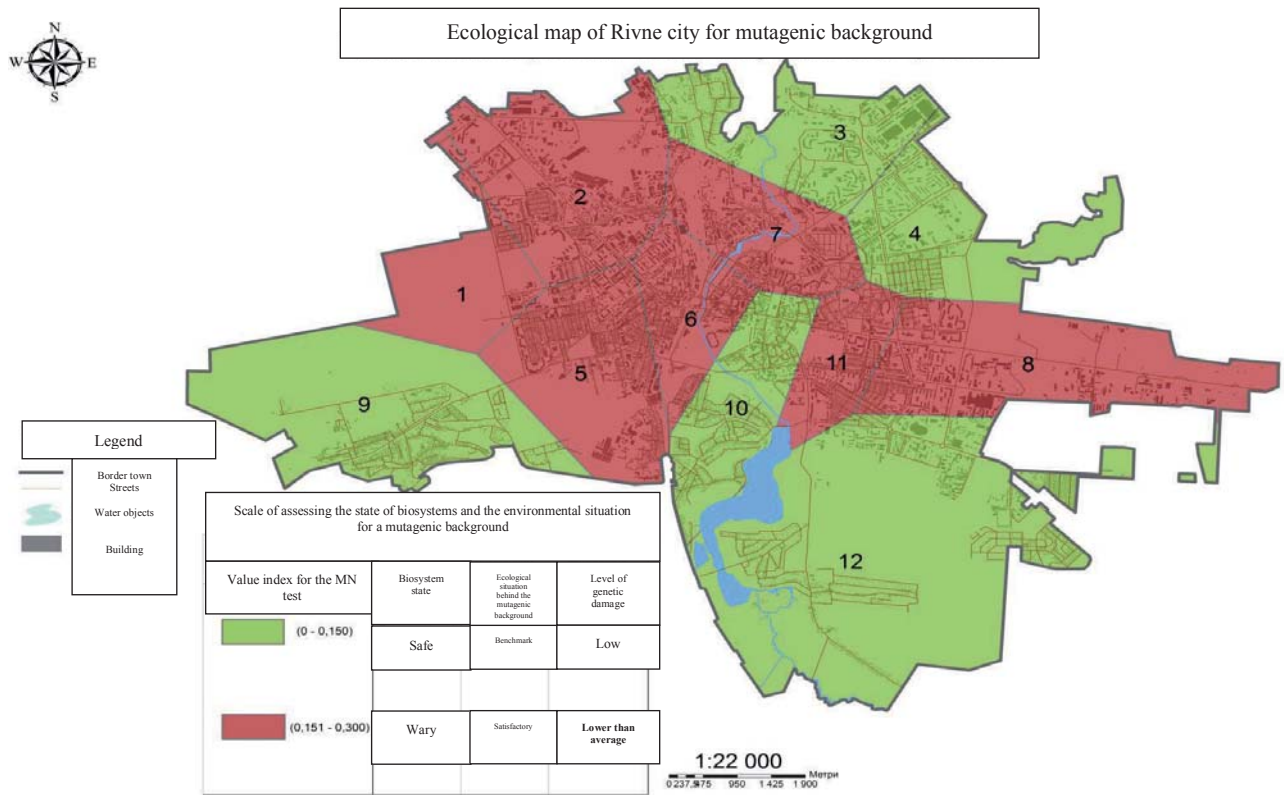 Ecological map of Rivne city for mutagenic background
N
W E
S
3
2
4
7
1
6
11
8
5
9
10
12
Legend
Border town
Streets
Water objects
Building
Scale of assessing the state of biosystems and the environmental situation
for a mutagenic background
Value index for the MN
test
Biosystem
state
Ecological
situation
behind the
mutagenic
background
Level of
genetic
damage
(0 - 0,150)
Safe
Benchmark
Low
(0,151 - 0,300)
Wary
Satisfactory
Lower than
average
1:22 000
Метри
0 237,5 475 950 1 425 1 900